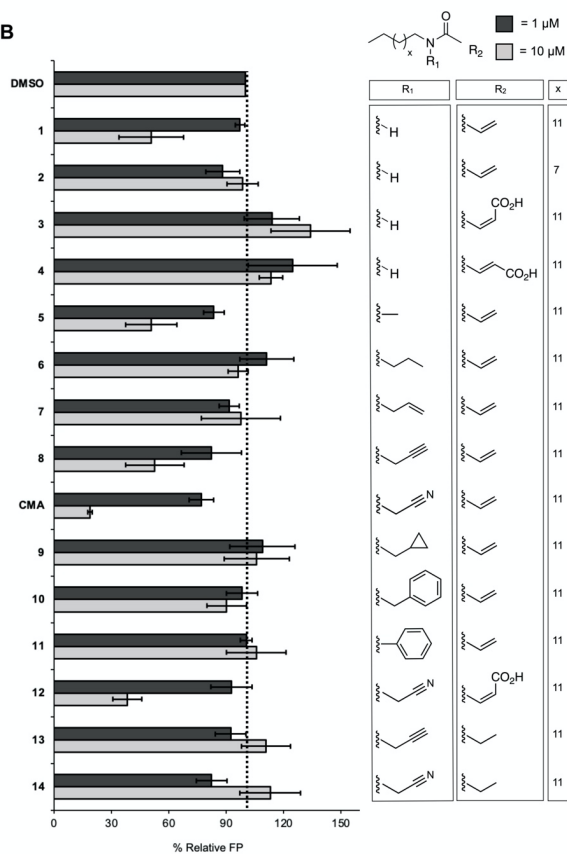 B
O
N
x
R₁
R₂
= 1 µM
= 10 µM
R₁ R₂ x
DMSO
1 H 11
2 H 7
3 H CO₂H 11
4 H CO₂H 11
5 11
6 11
7 11
8 11
CMA N 11
9 11
10 11
11 11
12 N CO₂H 11
13 11
14 N 11
0 30 60 90 120 150
% Relative FP